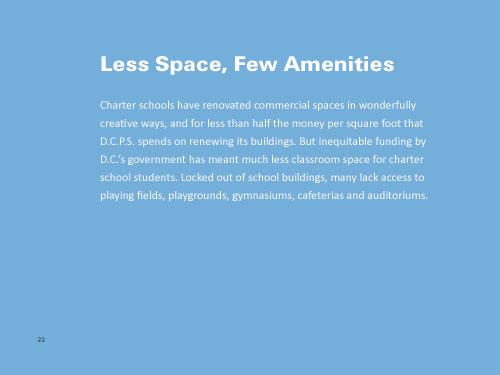 Less Space, Few Amenities
Charter schools have renovated commercial spaces in wonderfully
creative ways, and for less than half the money per square foot that
D.C.P.S. spends on renewing its buildings. But inequitable funding by
D.C.'s government has meant much less classroom space for charter
school students. Locked out of school buildings, many lack access to
playing fields, playgrounds, gymnasiums, cafeterias and auditoriums.
22